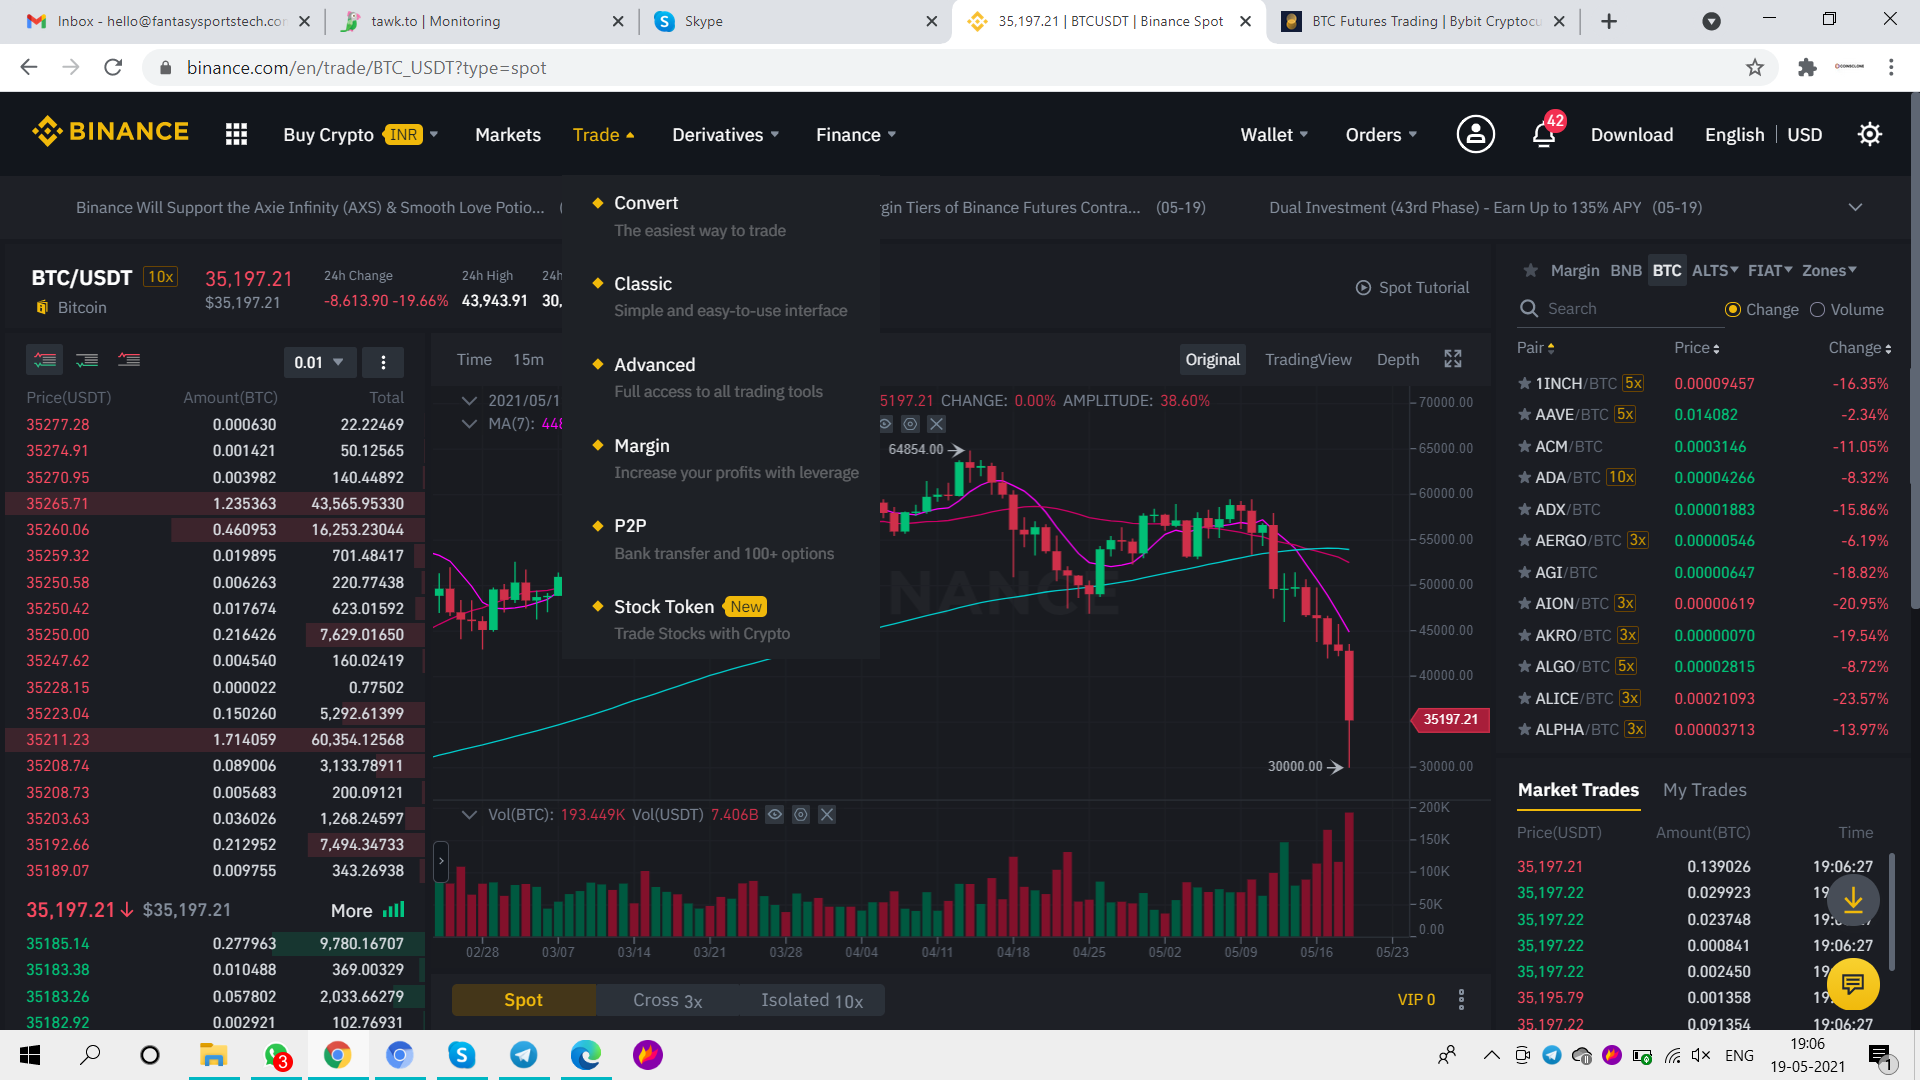 Inbox - hello@fantasysportstech.co
tawk.to | Monitoring
Skype
35,197.21 | BTCUSDT | Binance Spot
BTC Futures Trading | Bybit Cryptocu
binance.com/en/trade/BTC_USDT?type=spot
BINANCE
Buy Crypto INR
Markets
Trade
Derivatives
Finance
Wallet
Orders
42
Download
English
USD
Binance Will Support the Axie Infinity (AXS) & Smooth Love Potio...
gin Tiers of Binance Futures Contra... (05-19)
Dual Investment (43rd Phase) - Earn Up to 135% APY (05-19)
Convert
The easiest way to trade
Classic
Simple and easy-to-use interface
Advanced
Full access to all trading tools
Margin
Increase your profits with leverage
P2P
Bank transfer and 100+ options
Stock Token New
Trade Stocks with Crypto
BTC/USDT 10x
Bitcoin
35,197.21
$35,197.21
24h Change
-8,613.90 -19.66%
24h High
43,943.91
24h
30,
Spot Tutorial
0.01
Price(USDT) Amount(BTC) Total
35277.28 0.000630 22.22469
35274.91 0.001421 50.12565
35270.95 0.003982 140.44892
35265.71 1.235363 43,565.95330
35260.06 0.460953 16,253.23044
35259.32 0.019895 701.48417
35250.58 0.006263 220.77438
35250.42 0.017674 623.01592
35250.00 0.216426 7,629.01650
35247.62 0.004540 160.02419
35228.15 0.000022 0.77502
35223.04 0.150260 5,292.61399
35211.23 1.714059 60,354.12568
35208.74 0.089006 3,133.78911
35208.73 0.005683 200.09121
35203.63 0.036026 1,268.24597
35192.66 0.212952 7,494.34733
35189.07 0.009755 343.26938
35,197.21 $35,197.21 More
35185.14 0.277963 9,780.16707
35183.38 0.010488 369.00329
35183.26 0.057802 2,033.66279
35182.92 0.002921 102.76931
Time 15m
Original TradingView Depth
2021/05/1
5197.21 CHANGE: 0.00% AMPLITUDE: 38.60%
MA(7): 448
64854.00
30000.00
NANCE
70000.00
65000.00
60000.00
55000.00
50000.00
45000.00
40000.00
35197.21
30000.00
Vol(BTC): 193.449K Vol(USDT) 7.406B
200K
150K
100K
50K
0.00
02/28 03/07 03/14 03/21 03/28 04/04 04/11 04/18 04/25 05/02 05/09 05/16 05/23
Spot Cross 3x Isolated 10x
VIP 0
Margin BNB BTC ALTS FIAT Zones
Search
Change Volume
Pair Price Change
1INCH/BTC 5x 0.00009457 -16.35%
AAVE/BTC 5x 0.014082 -2.34%
ACM/BTC 0.0003146 -11.05%
ADA/BTC 10x 0.00004266 -8.32%
ADX/BTC 0.00001883 -15.86%
AERGO/BTC 3x 0.00000546 -6.19%
AGI/BTC 0.00000647 -18.82%
AION/BTC 3x 0.00000619 -20.95%
AKRO/BTC 3x 0.00000070 -19.54%
ALGO/BTC 5x 0.00002815 -8.72%
ALICE/BTC 3x 0.00021093 -23.57%
ALPHA/BTC 3x 0.00003713 -13.97%
Market Trades My Trades
Price(USDT) Amount(BTC) Time
35,197.21 0.139026 19:06:27
35,197.22 0.029923 19:
35,197.22 0.023748 19:
35,197.22 0.000841 19:06:27
35,197.22 0.002450 19:
35,195.79 0.001358 19
35,197.22 0.091354 19:06:27
3
ENG
19:06
19-05-2021
1